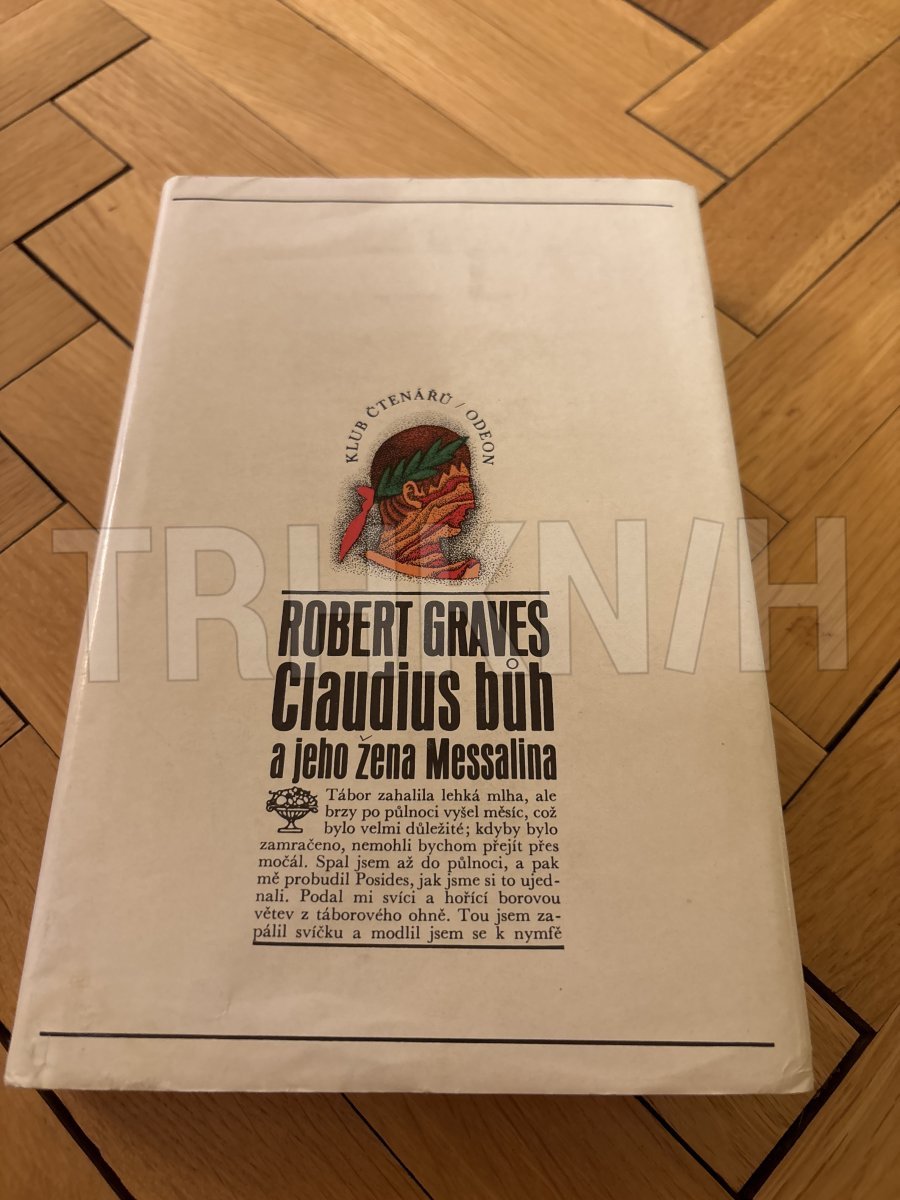 KLUB ČTENÁŘŮ / ODEON
TRHKNIH
ROBERT GRAVES
Claudius bůh
a jeho žena Messalina
Tábor zahalila lehká mlha, ale
brzy po půlnoci vyšel měsíc, což
bylo velmi důležité; kdyby bylo
zamračeno, nemohli bychom přejít přes
močál. Spal jsem až do půlnoci, a pak
mě probudil Posides, jak jsme si to ujed-
nali. Podal mi svíci a hořící borovou
větev z táborového ohně. Tou jsem za-
pálil svíčku a modlil jsem se k nymfě